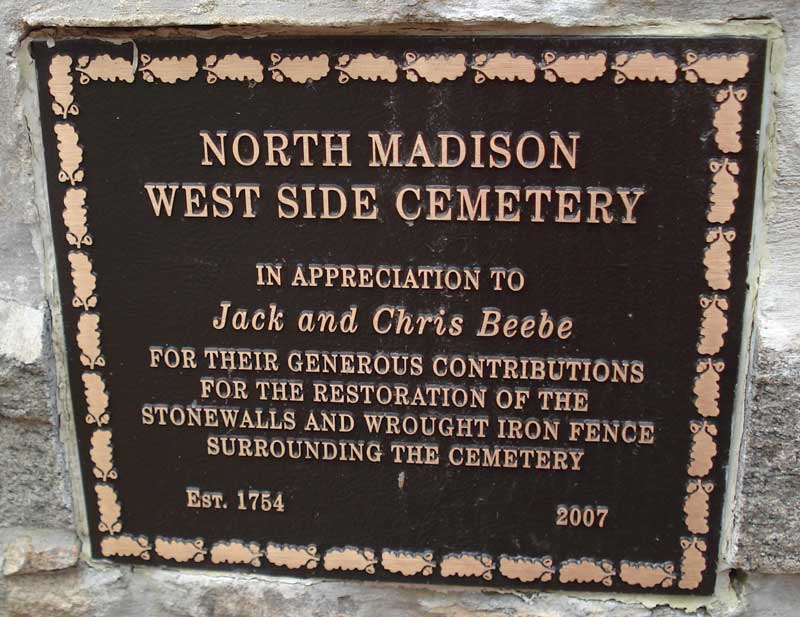 NORTH MADISON
WEST SIDE CEMETERY
IN APPRECIATION TO
Jack and Chris Beebe
FOR THEIR GENEROUS CONTRIBUTIONS
FOR THE RESTORATION OF THE
STONEWALLS AND WROUGHT IRON FENCE
SURROUNDING THE CEMETERY
EST. 1754
2007